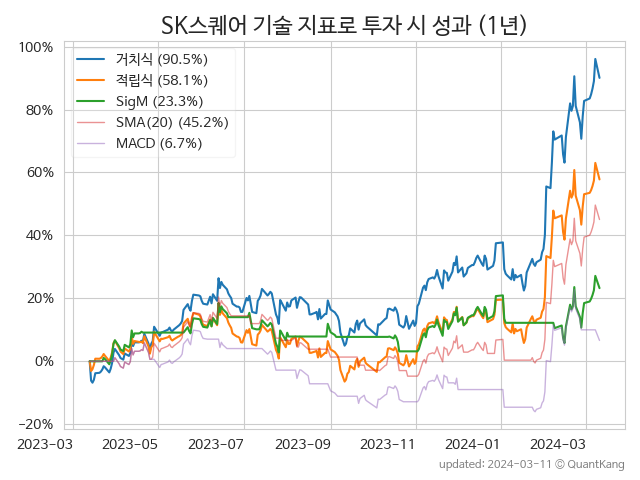 SK스퀘어 기술 지표로 투자 시 성과 (1년)
100%
80%
60%
40%
20%
0%
−20%
거치식 (90.5%)
적립식 (58.1%)
SigM (23.3%)
SMA(20) (45.2%)
MACD (6.7%)
2023-03 2023-05 2023-07 2023-09 2023-11 2024-01 2024-03
updated: 2024-03-11 © QuantKang